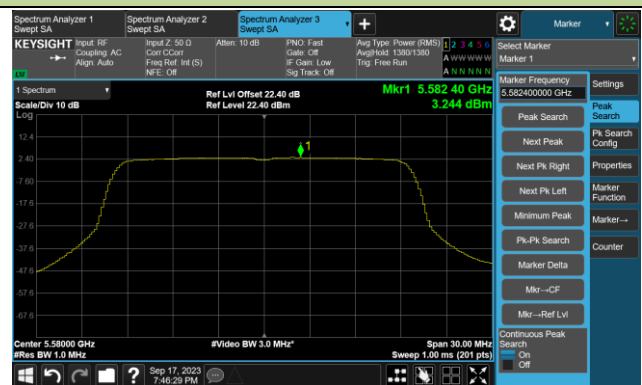 Spectrum Analyzer 1
Swept SA
Spectrum Analyzer 2
Swept SA
Spectrum Analyzer 3
Swept SA
Marker
KEYSIGHT
Input: RF
Coupling: AC
Align: Auto
Input Z: 50 Ω
Corr CCorr
Freq Ref: Int (S)
NFE: Off
Atten: 10 dB
PNO: Fast
Gate: Off
IF Gain: Low
Sig Track: Off
Avg Type: Power (RMS)
Avg|Hold: 1380/1380
Trig: Free Run
1 2 3 4 5 6
A W W W W W
A N N N N N
LXI
Select Marker
Marker 1
1 Spectrum
Scale/Div 10 dB
Log
Ref Lvl Offset 22.40 dB
Ref Level 22.40 dBm
Mkr1 5.582 40 GHz
3.244 dBm
1
12.4
2.40
-7.60
-17.6
-27.6
-37.6
-47.6
-57.6
-67.6
Center 5.58000 GHz
#Res BW 1.0 MHz
#Video BW 3.0 MHz*
Span 30.00 MHz
Sweep 1.00 ms (201 pts)
Marker Frequency
5.582400000 GHz
Peak Search
Next Peak
Next Pk Right
Next Pk Left
Minimum Peak
Pk-Pk Search
Marker Delta
Mkr→CF
Mkr→Ref Lvl
Continuous Peak
Search
On
Off
Settings
Peak
Search
Pk Search
Config
Properties
Marker
Function
Marker→
Counter
Sep 17, 2023
7:46:29 PM